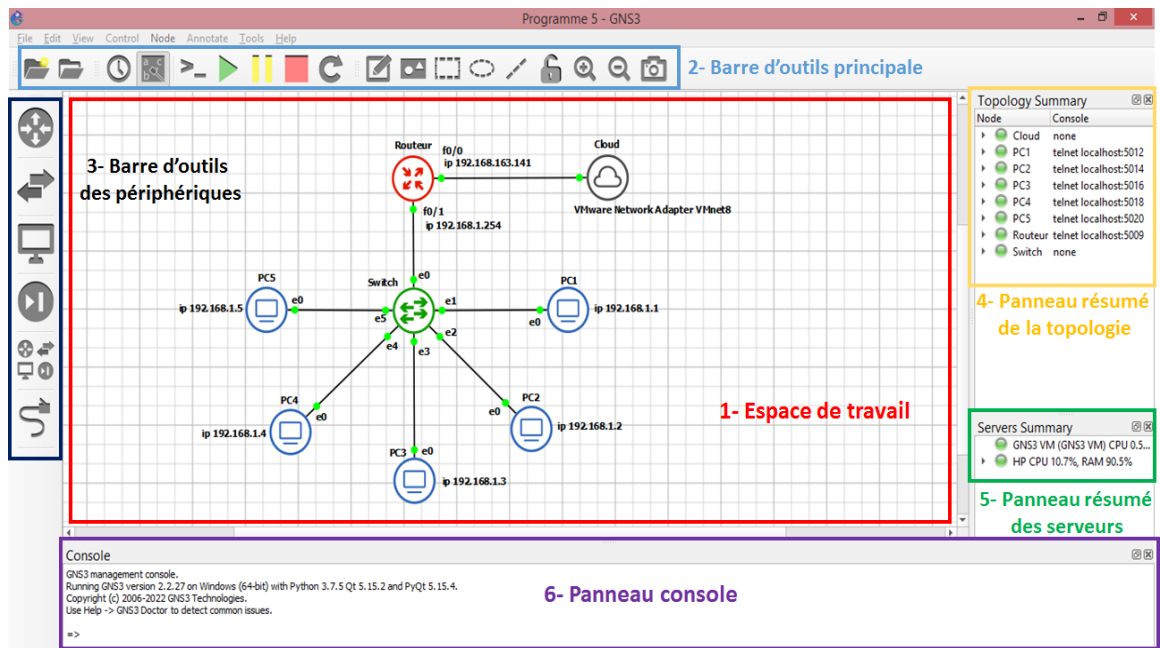 Programme 5 - GNS3
File Edit View Control Node Annotate Tools Help
2- Barre d'outils principale
3- Barre d'outils
des périphériques
Routeur
f0/0
ip 192.168.163.141
Cloud
VMware Network Adapter VMnet8
f0/1
ip 192.168.1.254
Switch
e0
PC5
e0
ip 192.168.1.5
e5
e1
PC1
e0
ip 192.168.1.1
e4
e3
e2
PC4
e0
ip 192.168.1.4
PC2
e0
ip 192.168.1.2
PC3
e0
ip 192.168.1.3
1- Espace de travail
Topology Summary
Node Console
Cloud none
PC1 telnet localhost:5012
PC2 telnet localhost:5014
PC3 telnet localhost:5016
PC4 telnet localhost:5018
PC5 telnet localhost:5020
Routeur telnet localhost:5009
Switch none
4- Panneau résumé
de la topologie
Servers Summary
GNS3 VM (GNS3 VM) CPU 0.5...
HP CPU 10.7%, RAM 90.5%
5- Panneau résumé
des serveurs
Console
GNS3 management console.
Running GNS3 version 2.2.27 on Windows (64-bit) with Python 3.7.5 Qt 5.15.2 and PyQt 5.15.4.
Copyright (c) 2006-2022 GNS3 Technologies.
Use Help -> GNS3 Doctor to detect common issues.
=>
6- Panneau console